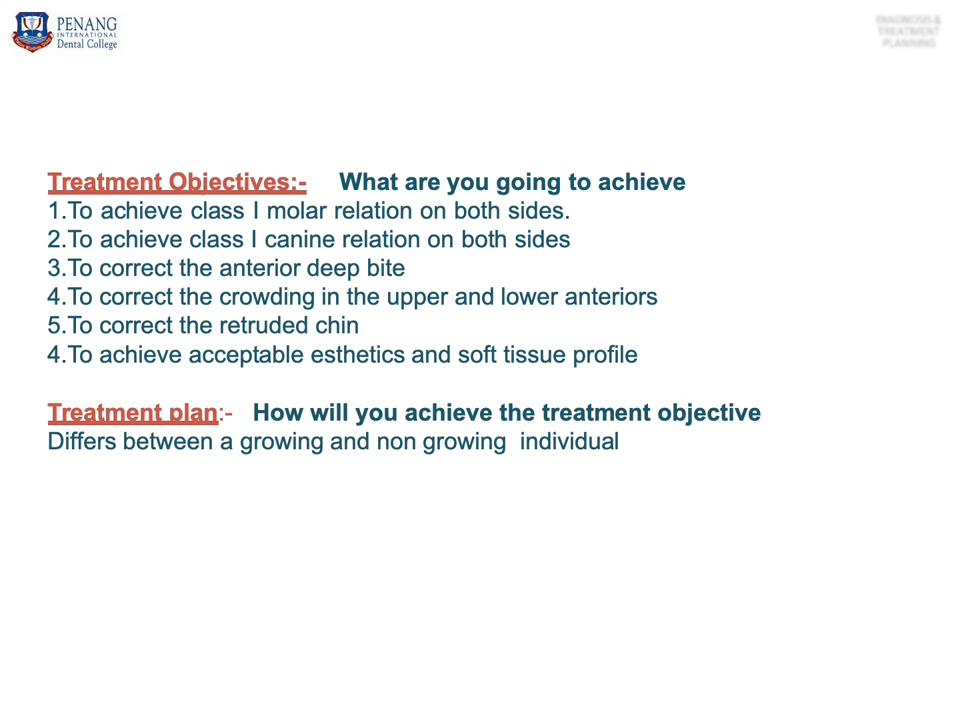 PENANG
INTERNATIONAL
Dental College
DIAGNOSIS &
TREATMENT
PLANNING
Treatment Objectives:- What are you going to achieve
1.To achieve class I molar relation on both sides.
2.To achieve class I canine relation on both sides
3.To correct the anterior deep bite
4.To correct the crowding in the upper and lower anteriors
5.To correct the retruded chin
4.To achieve acceptable esthetics and soft tissue profile
Treatment plan:- How will you achieve the treatment objective
Differs between a growing and non growing individual